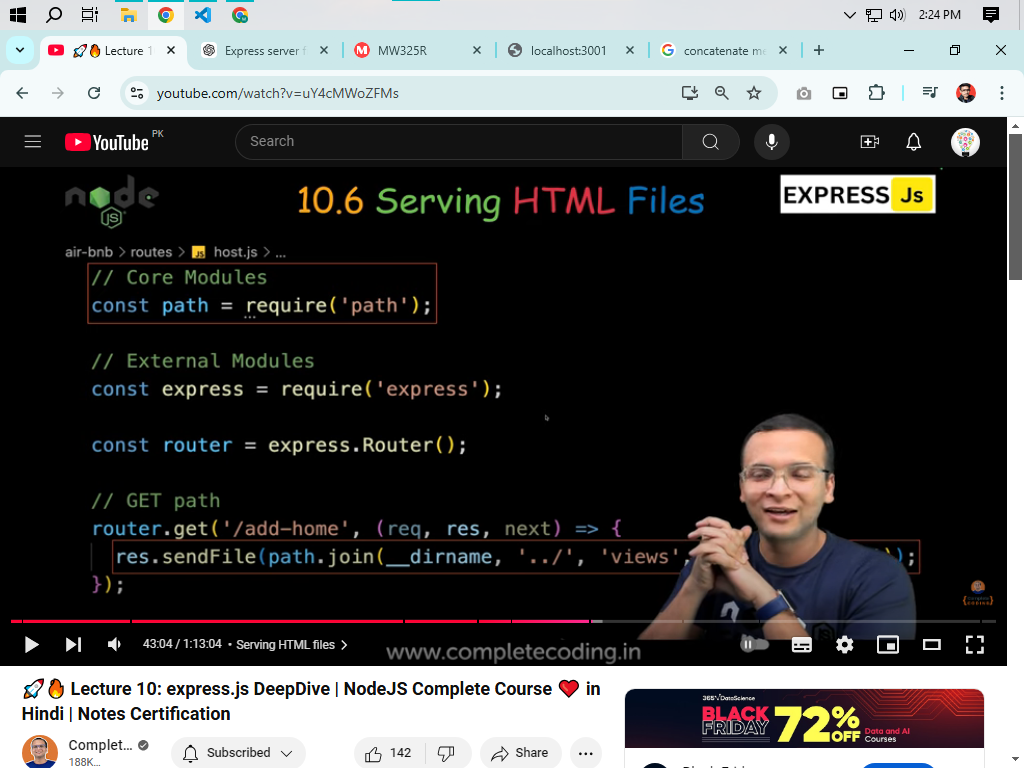 2:24 PM
Lecture 1
Express server f
MW325R
localhost:3001
concatenate me
youtube.com/watch?v=uY4cMWoZFMs
YouTube PK
Search
node
JS
10.6 Serving HTML Files
EXPRESS Js
air-bnb > routes > JS host.js > ...
// Core Modules
const path = require('path');
// External Modules
const express = require('express');
const router = express.Router();
// GET path
router.get('/add-home', (req, res, next) => {
res.sendFile(path.join(__dirname, '../', 'views'
);
});
43:04 / 1:13:04 • Serving HTML files >
www.completecoding.in
🚀🔥 Lecture 10: express.js DeepDive | NodeJS Complete Course ❤️ in
Hindi | Notes Certification
Complet...
188K...
Subscribed
142
Share
365√DataScience
BLACK
FRIDAY
72%
OFF
Data and AI
Courses